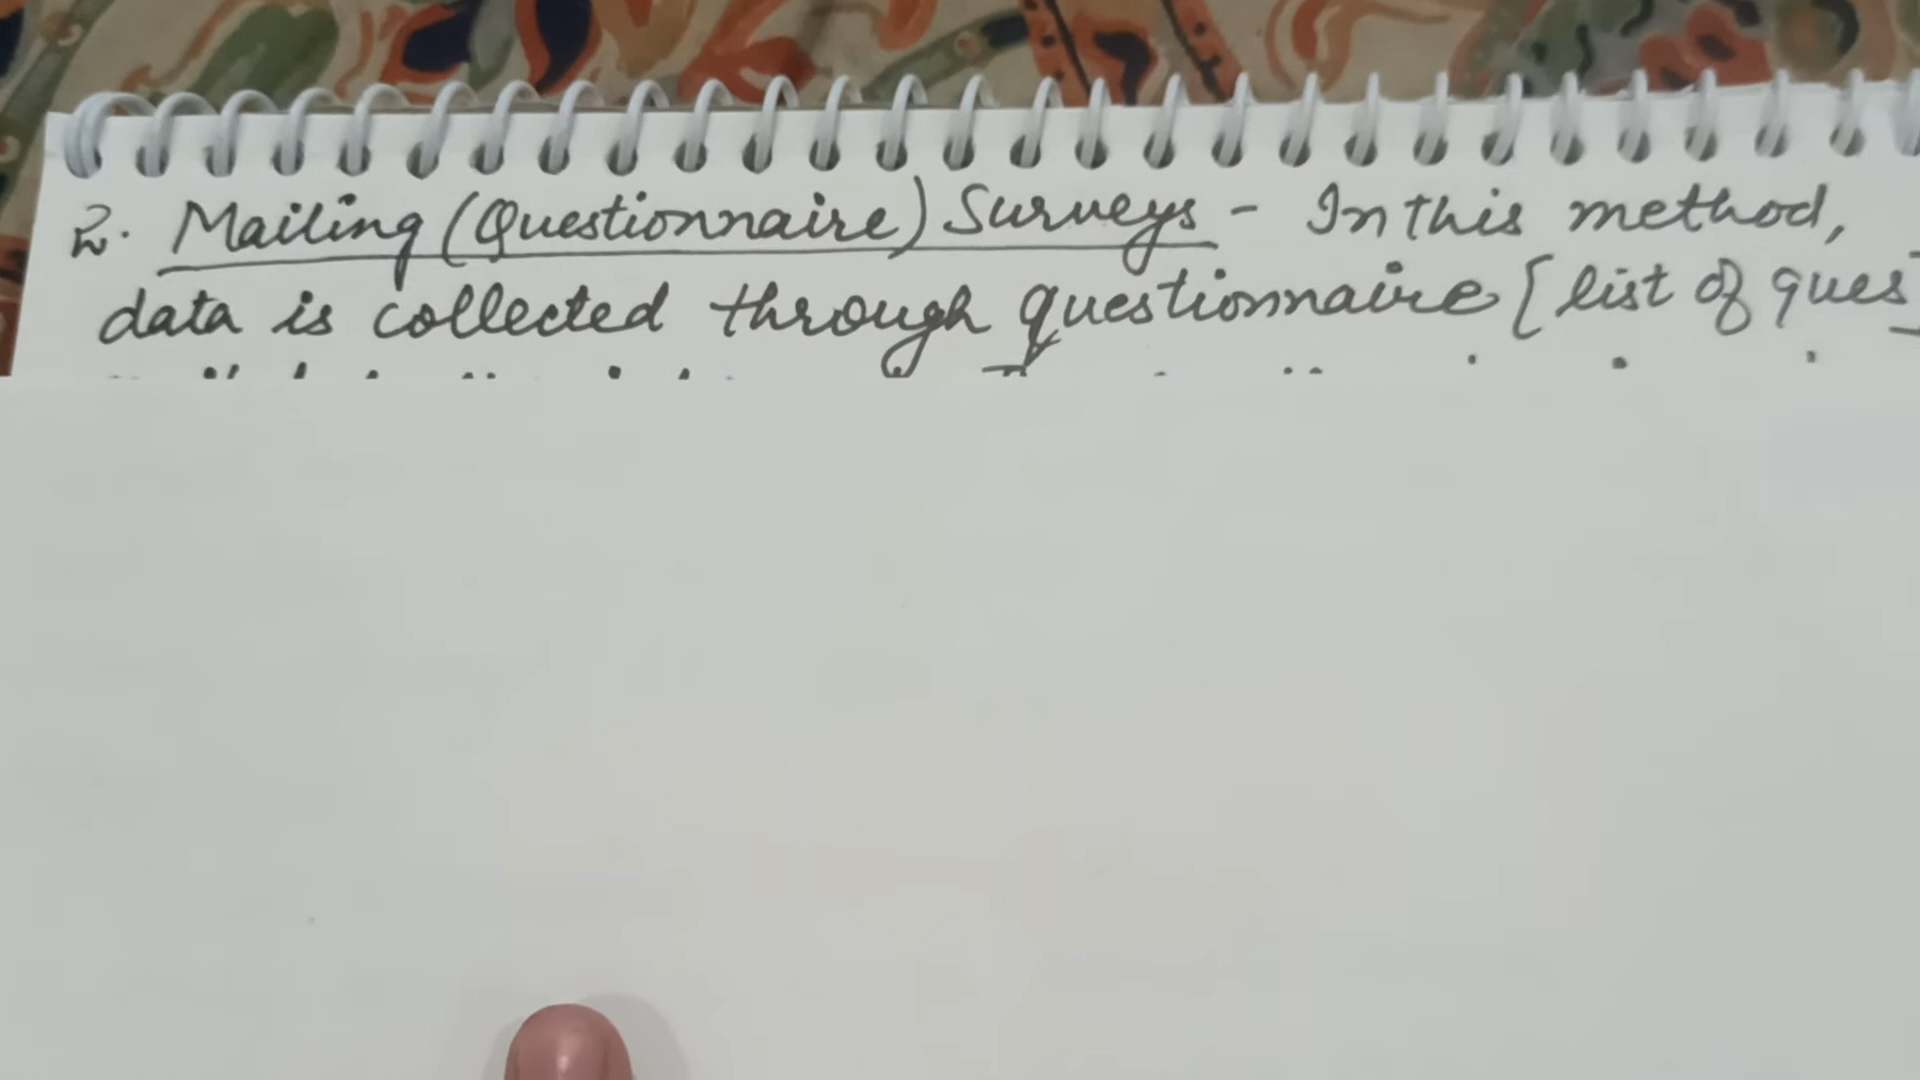 2. Mailing (Questionnaire) Surveys - In this method,
data is collected through questionnaire [list of ques]